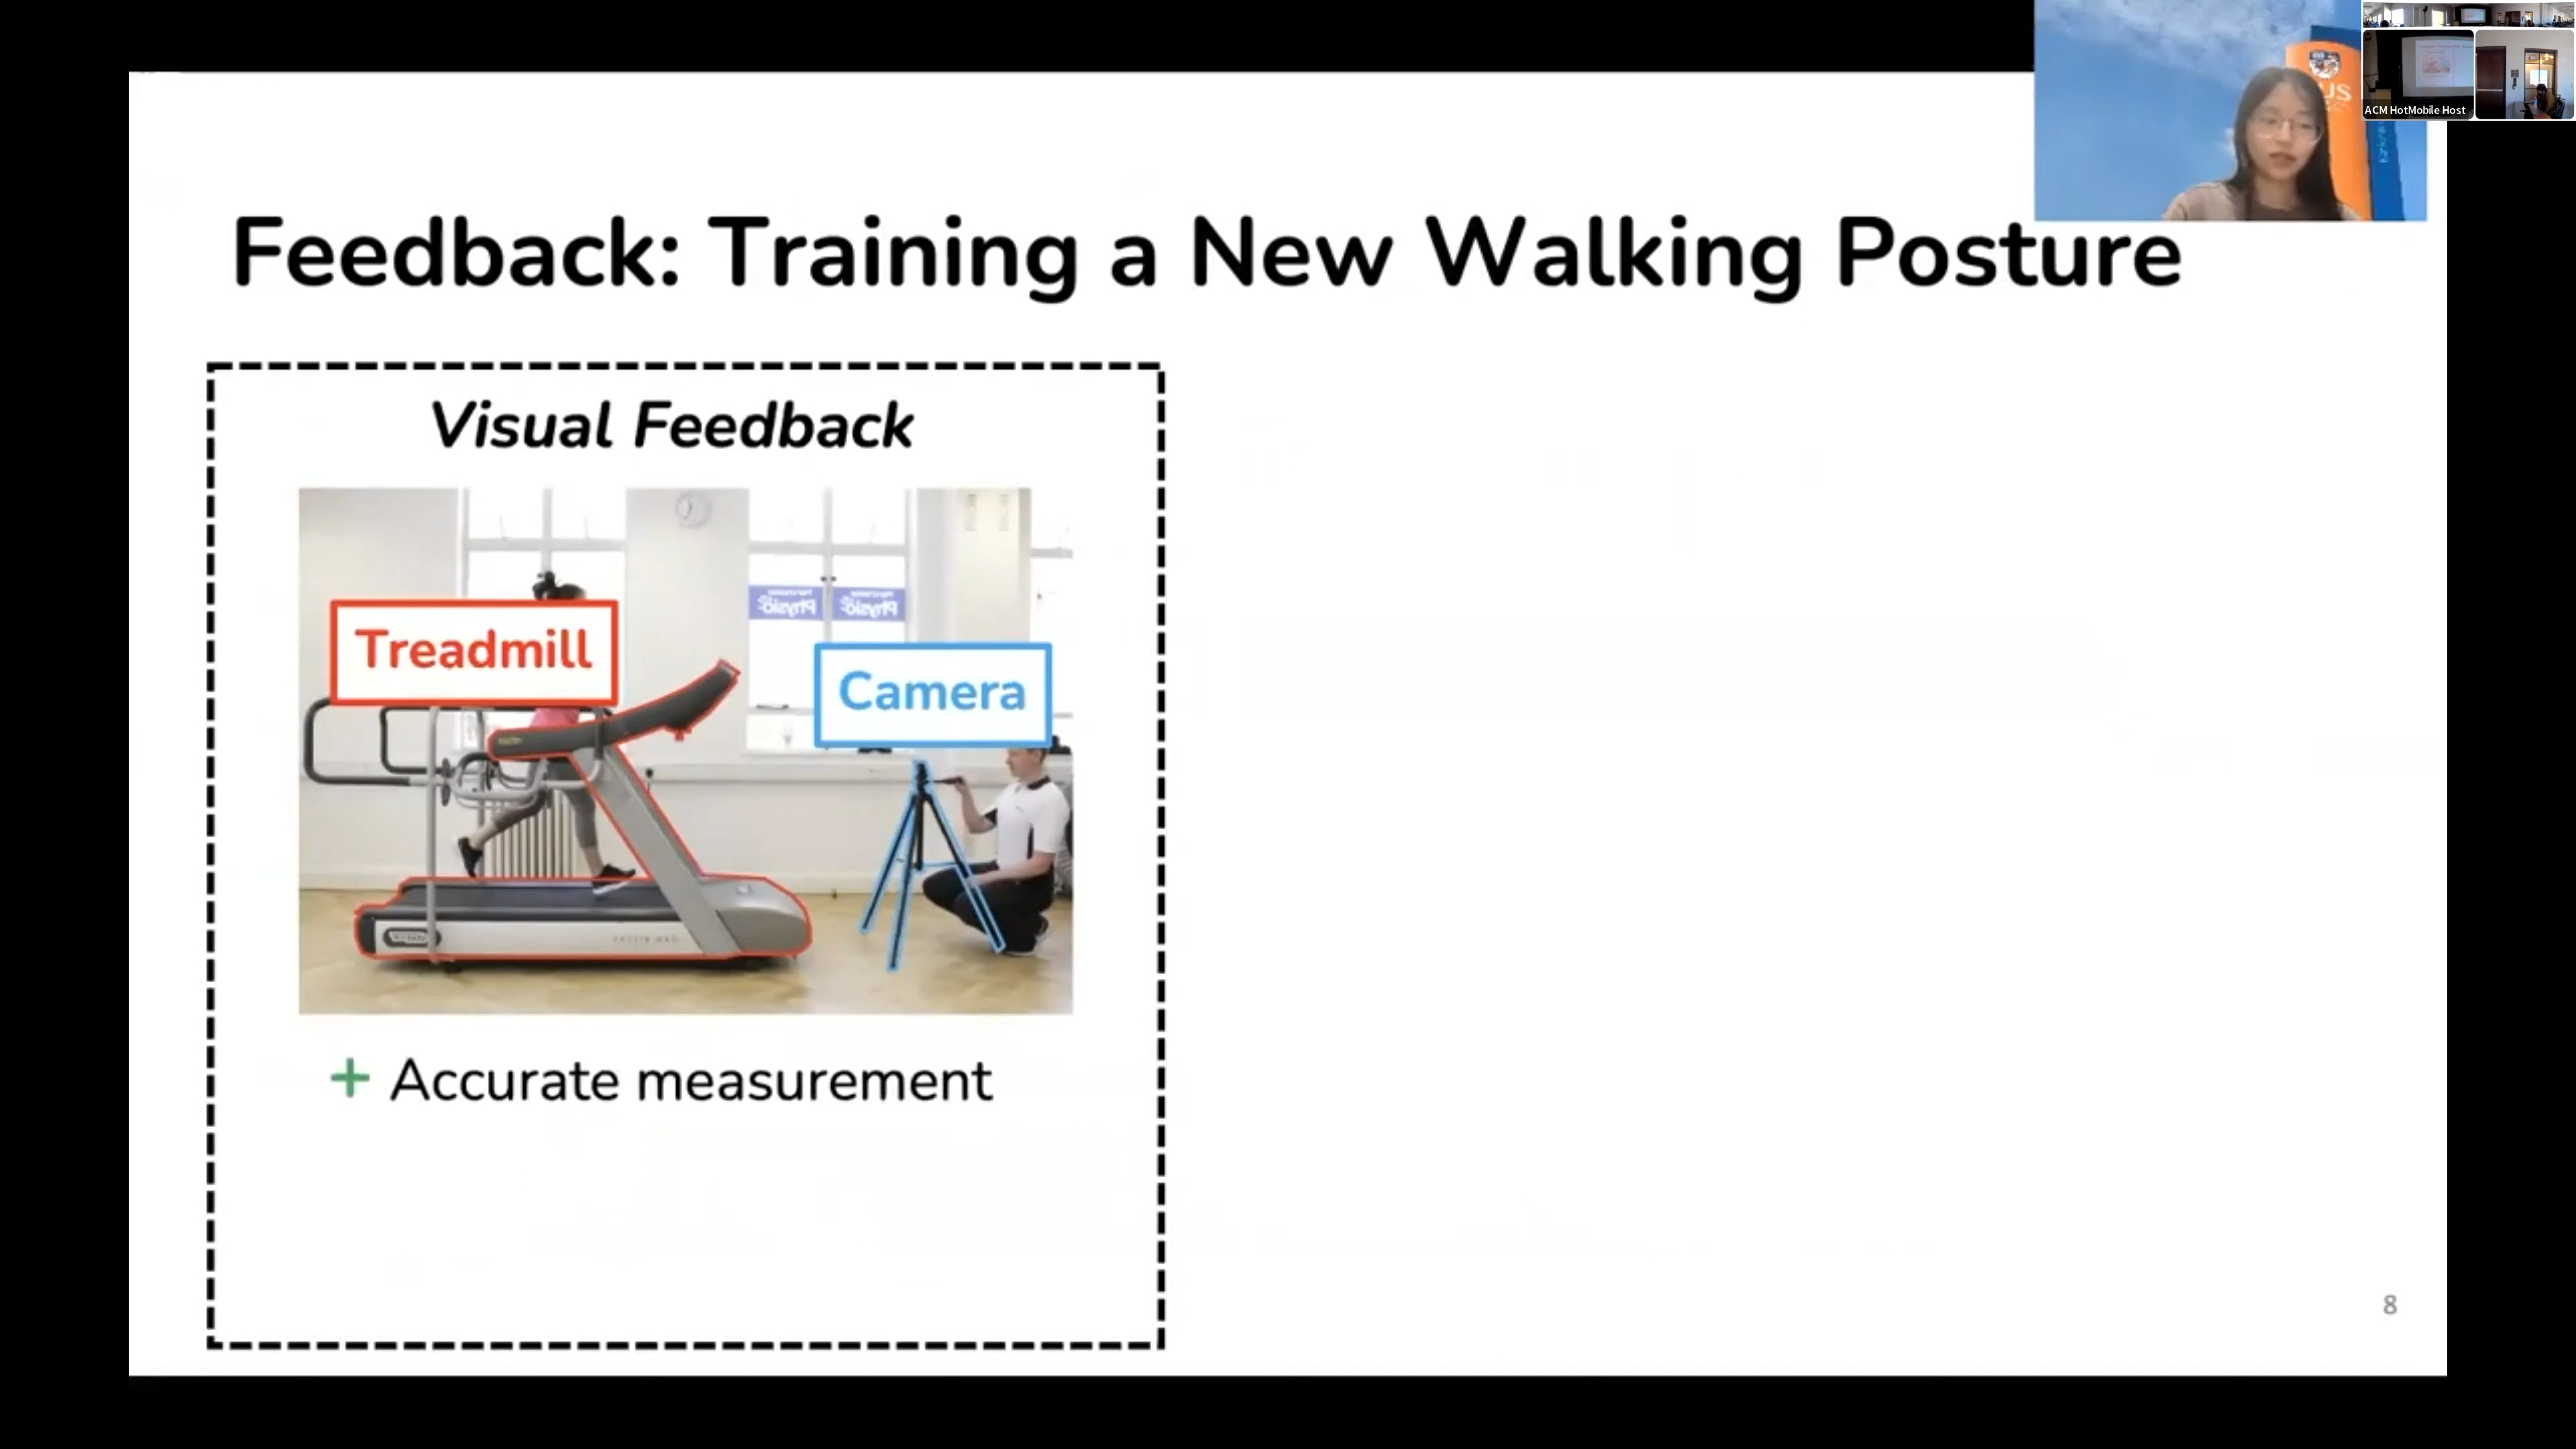 ACM HotMobile Host
Feedback: Training a New Walking Posture
Visual Feedback
Treadmill
Camera
+ Accurate measurement
8